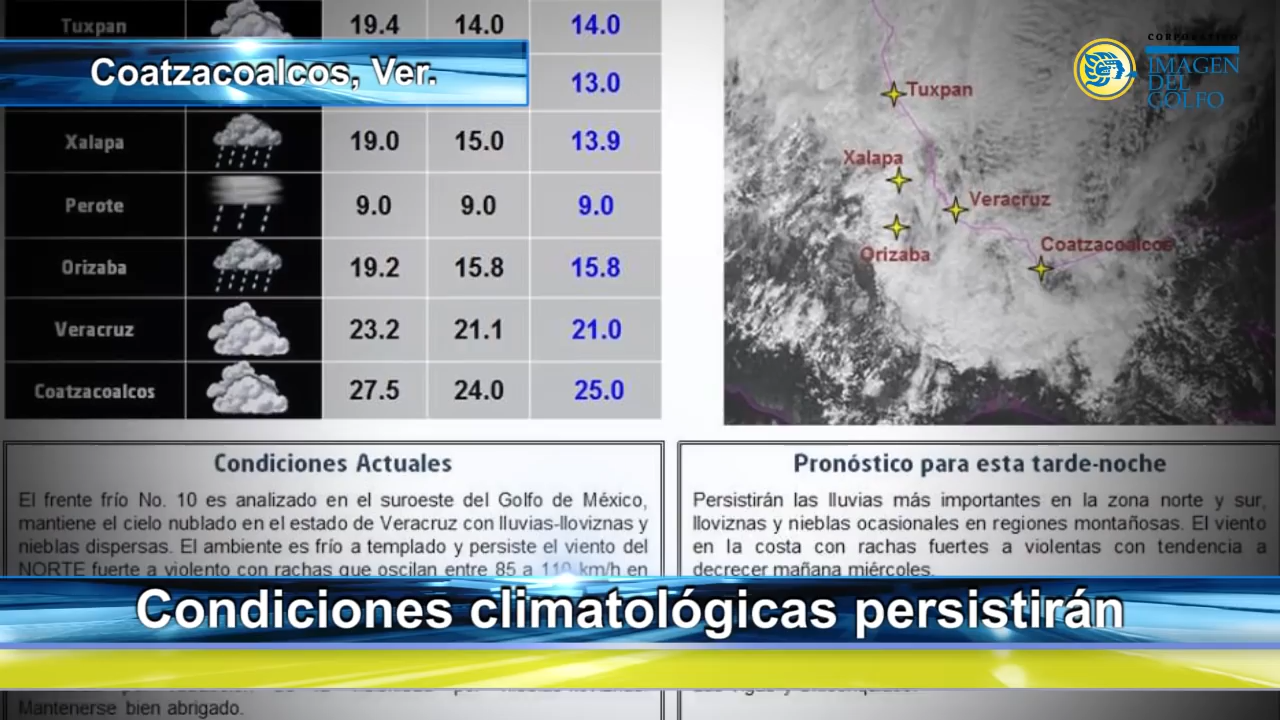 Tuxpan 19.4 14.0 14.0
Coatzacoalcos, Ver.
13.0
Xalapa 19.0 15.0 13.9
Perote 9.0 9.0 9.0
Orizaba 19.2 15.8 15.8
Veracruz 23.2 21.1 21.0
Coatzacoalcos 27.5 24.0 25.0
CORPORATIVO
IMAGEN
DEL
GOLFO
Tuxpan
Xalapa
Veracruz
Orizaba
Coatzacoalcos
Condiciones Actuales
El frente frío No. 10 es analizado en el suroeste del Golfo de México,
mantiene el cielo nublado en el estado de Veracruz con lluvias-lloviznas y
nieblas dispersas. El ambiente es frío a templado y persiste el viento del
NORTE fuerte a violento con rachas que oscilan entre 85 a 110 km/h en
Pronóstico para esta tarde-noche
Persistirán las lluvias más importantes en la zona norte y sur,
lloviznas y nieblas ocasionales en regiones montañosas. El viento
en la costa con rachas fuertes a violentas con tendencia a
decrecer mañana miércoles.
Condiciones climatológicas persistirán
Mantenerse bien abrigado.